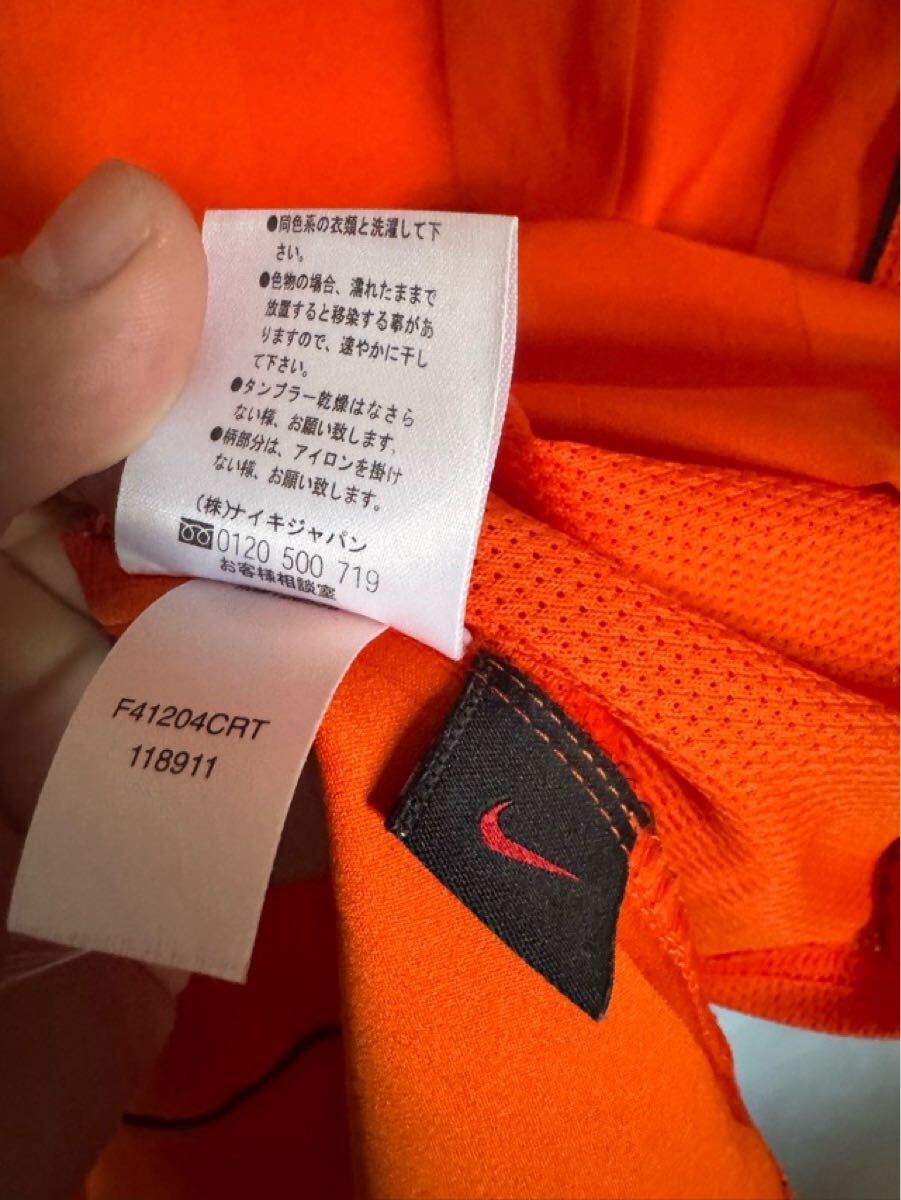 ●同色系の衣類と洗濯して下
さい。
●色物の場合、濡れたままで
放置すると移染する事があ
りますので、速やかに干し
て下さい。
●タンブラー乾燥はなさら
ない様、お願い致します。
●柄部分は、アイロンを掛け
ない様、お願い致します。
(株)ナイキジャパン
0120 500 719
お客様相談室
F41204CRT
118911